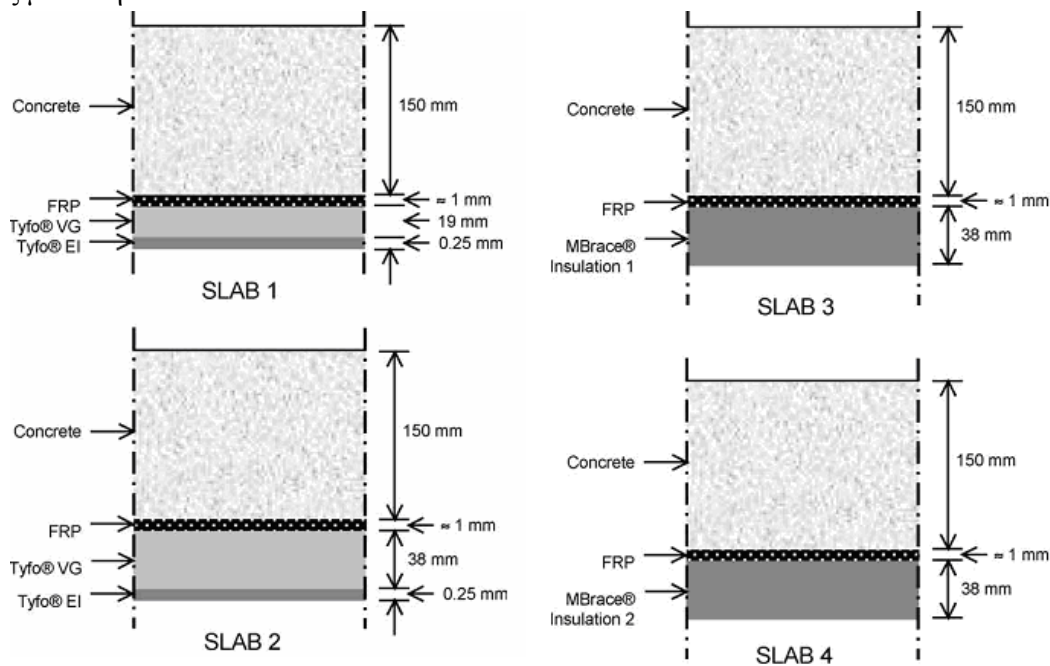 Concrete
150 mm
FRP
≈ 1 mm
Tyfo® VG
19 mm
Tyfo® EI
0.25 mm
SLAB 1
Concrete
150 mm
FRP
≈ 1 mm
38 mm
MBrace®
Insulation 1
SLAB 3
Concrete
150 mm
FRP
≈ 1 mm
Tyfo® VG
38 mm
Tyfo® EI
0.25 mm
SLAB 2
Concrete
150 mm
FRP
≈ 1 mm
38 mm
MBrace®
Insulation 2
SLAB 4